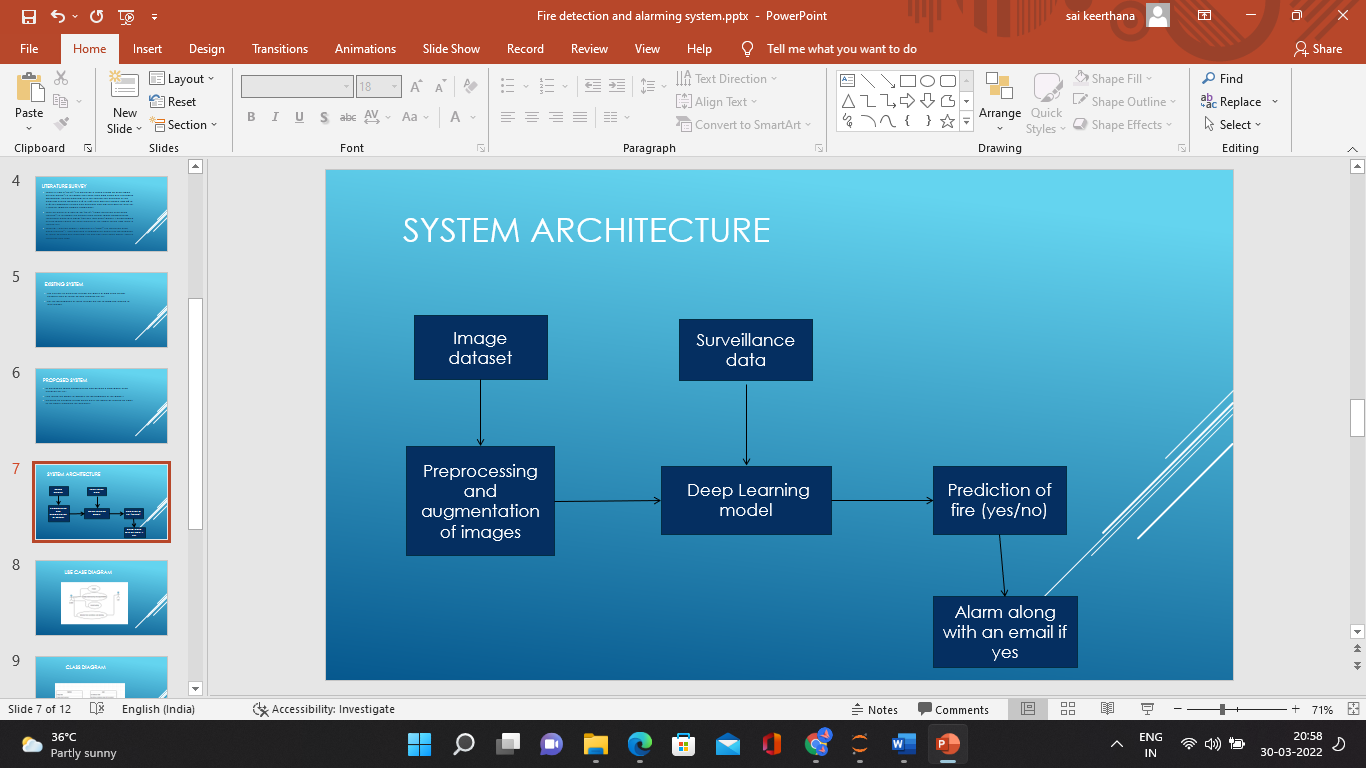 Fire detection and alarming system.pptx - PowerPoint
sai keerthana
File Home Insert Design Transitions Animations Slide Show Record Review View Help Tell me what you want to do Share
Paste
Clipboard
New
Slide
Layout
Reset
Section
Slides
18
B I U S abc AV Aa A
Font
Text Direction
Align Text
Convert to SmartArt
Paragraph
Arrange
Quick
Styles
Shape Fill
Shape Outline
Shape Effects
Drawing
Find
Replace
Select
Editing
4
LITERATURE SURVEY
5
EXISTING SYSTEM
6
PROPOSED SYSTEM
7
SYSTEM ARCHITECTURE
8
USE CASE DIAGRAM
9
CLASS DIAGRAM
SYSTEM ARCHITECTURE
Image
dataset
Surveillance
data
Preprocessing
and
augmentation
of images
Deep Learning
model
Prediction of
fire (yes/no)
Alarm along
with an email if
yes
Slide 7 of 12 English (India) Accessibility: Investigate Notes Comments 71%
36°C
Partly sunny
ENG
IN
20:58
30-03-2022